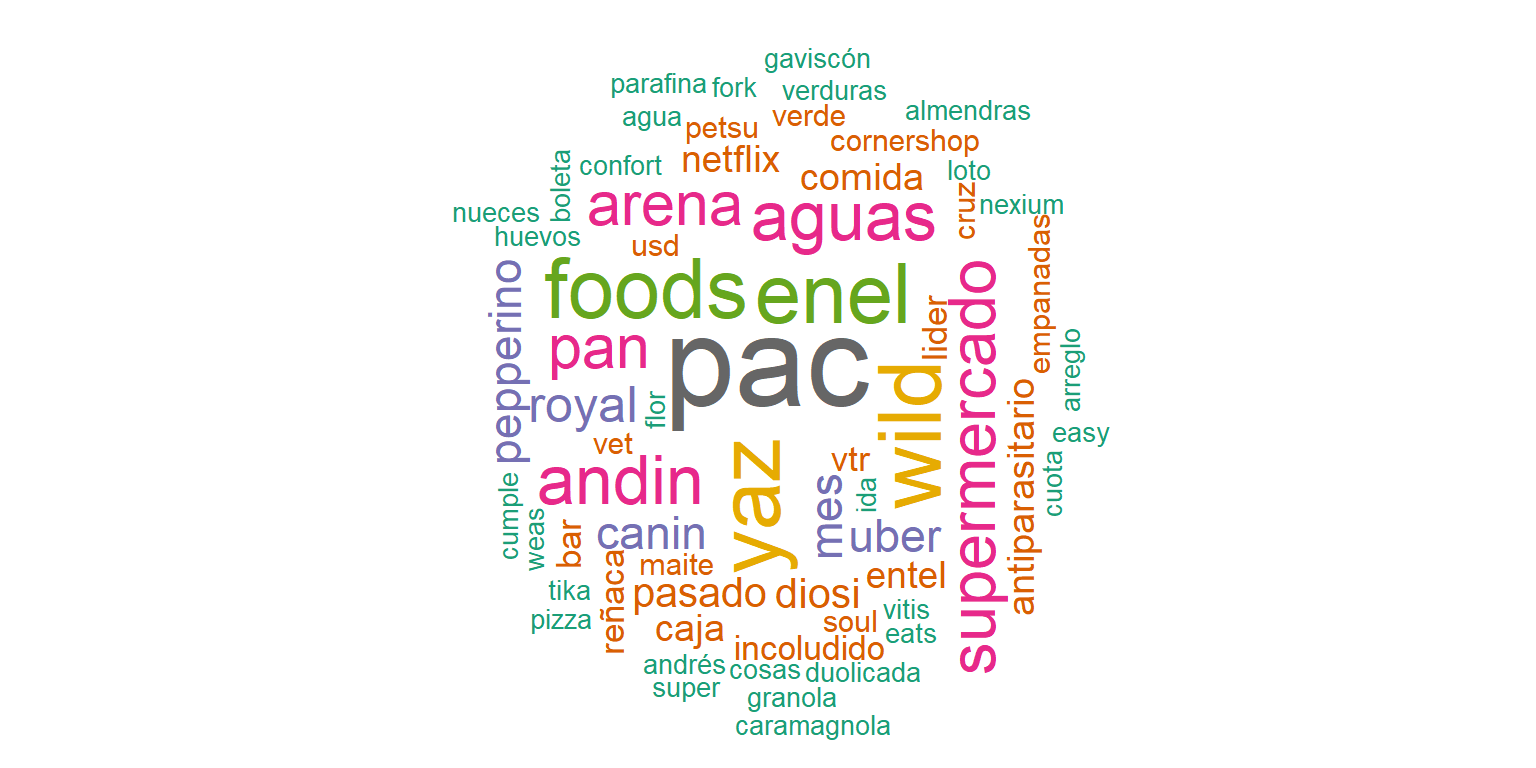 gaviscón
parafina
fork
verduras
agua
petsu
verde
almendras
cornershop
boleta
confort
netflix
comida
loto
cruz
nexium
nueces
huevos
arena
aguas
usd
empanadas
pepperino
foods
enel
lider
supermercado
pan
pac
wild
arreglo
royal
flor
antiparasitario
easy
vet
vtr
cuota
andin
yaz
mes
ida
cumple
weas
bar
canin
uber
reñaca
maite
entel
tika
pasado
diosi
vitis
pizza
caja
soul
eats
incoludido
andrés
cosas
duolicada
super
granola
caramagnola